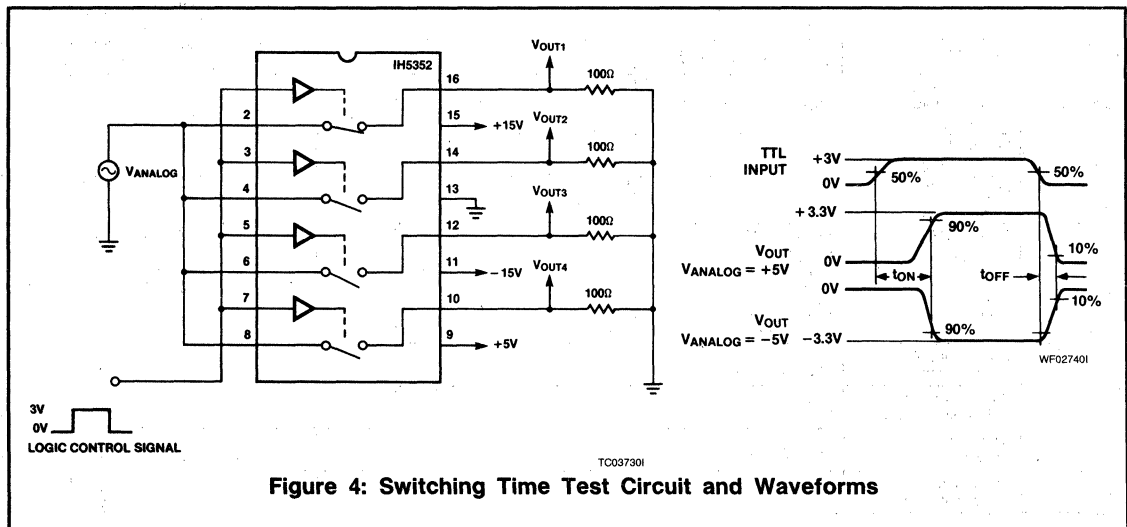 IH5352
VOUT1
16
100Ω
2
15
+15V
VOUT2
3
14
100Ω
VANALOG
4
13
VOUT3
5
12
100Ω
6
11
−15V
VOUT4
7
10
100Ω
8
9
+5V
3V
0V
LOGIC CONTROL SIGNAL
TTL
INPUT
+3V
0V
50%
50%
+3.3V
90%
VOUT
VANALOG = +5V
0V
10%
tON
tOFF
0V
10%
VOUT
VANALOG = −5V
−3.3V
90%
WF02740I
TC03730I
Figure 4: Switching Time Test Circuit and Waveforms